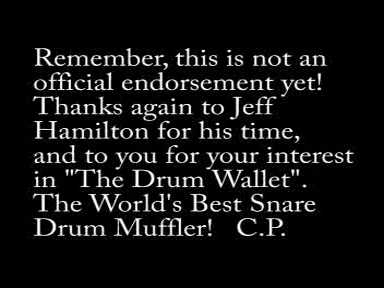 Remember, this is not an
official endorsement yet!
Thanks again to Jeff
Hamilton for his time,
and to you for your interest
in "The Drum Wallet".
The World's Best Snare
Drum Muffler!   C.P.